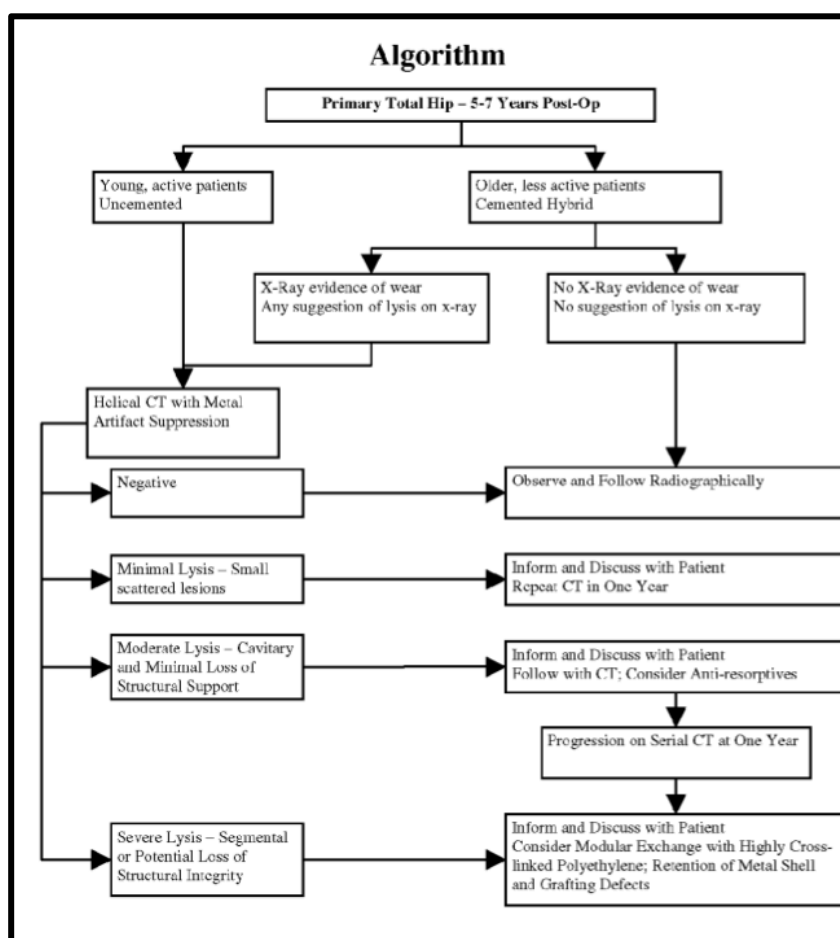 Algorithm
Primary Total Hip – 5-7 Years Post-Op
Young, active patients
Uncemented
Older, less active patients
Cemented Hybrid
X-Ray evidence of wear
Any suggestion of lysis on x-ray
No X-Ray evidence of wear
No suggestion of lysis on x-ray
Helical CT with Metal
Artifact Suppression
Negative
Observe and Follow Radiographically
Minimal Lysis – Small
scattered lesions
Inform and Discuss with Patient
Repeat CT in One Year
Moderate Lysis – Cavitary
and Minimal Loss of
Structural Support
Inform and Discuss with Patient
Follow with CT; Consider Anti-resorptives
Progression on Serial CT at One Year
Severe Lysis – Segmental
or Potential Loss of
Structural Integrity
Inform and Discuss with Patient
Consider Modular Exchange with Highly Cross-
linked Polyethylene; Retention of Metal Shell
and Grafting Defects